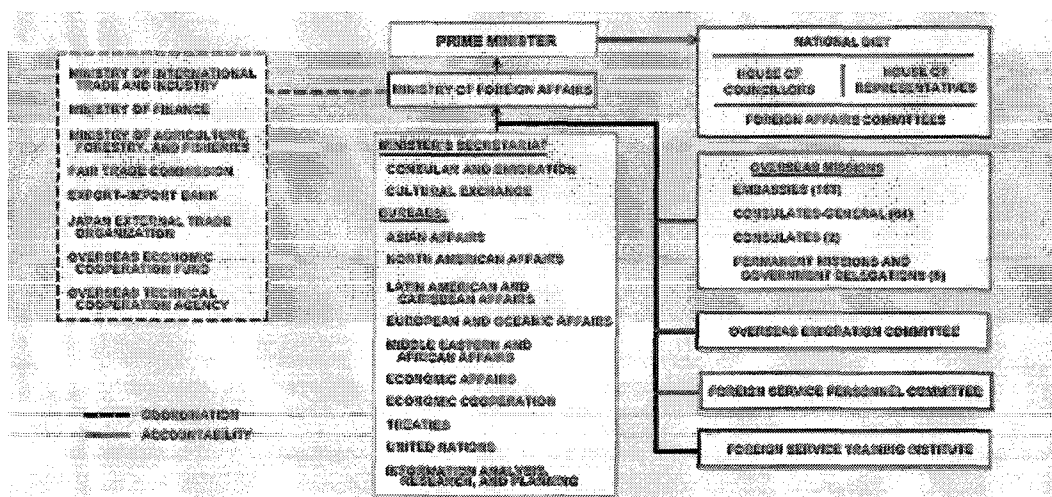 PRIME MINISTER
MINISTRY OF FOREIGN AFFAIRS
NATIONAL DIET
HOUSE OF
COUNCILLORS
HOUSE OF
REPRESENTATIVES
FOREIGN AFFAIRS COMMITTEES
MINISTRY OF INTERNATIONAL
TRADE AND INDUSTRY
MINISTRY OF FINANCE
MINISTRY OF AGRICULTURE,
FORESTRY, AND FISHERIES
FAIR TRADE COMMISSION
EXPORT-IMPORT BANK
JAPAN EXTERNAL TRADE
ORGANIZATION
OVERSEAS ECONOMIC
COOPERATION FUND
OVERSEAS TECHNICAL
COOPERATION AGENCY
MINISTER'S SECRETARIAT
CONSULAR AND EMIGRATION
CULTURAL EXCHANGE
BUREAUS:
ASIAN AFFAIRS
NORTH AMERICAN AFFAIRS
LATIN AMERICAN AND
CARIBBEAN AFFAIRS
EUROPEAN AND OCEANIC AFFAIRS
MIDDLE EASTERN AND
AFRICAN AFFAIRS
ECONOMIC AFFAIRS
ECONOMIC COOPERATION
TREATIES
UNITED NATIONS
INFORMATION ANALYSIS,
RESEARCH, AND PLANNING
OVERSEAS MISSIONS
EMBASSIES
CONSULATES-GENERAL
CONSULATES (2)
PERMANENT MISSIONS AND
GOVERNMENT DELEGATIONS
OVERSEAS EMIGRATION COMMITTEE
FOREIGN SERVICE PERSONNEL COMMITTEE
FOREIGN SERVICE TRAINING INSTITUTE
COORDINATION
ACCOUNTABILITY